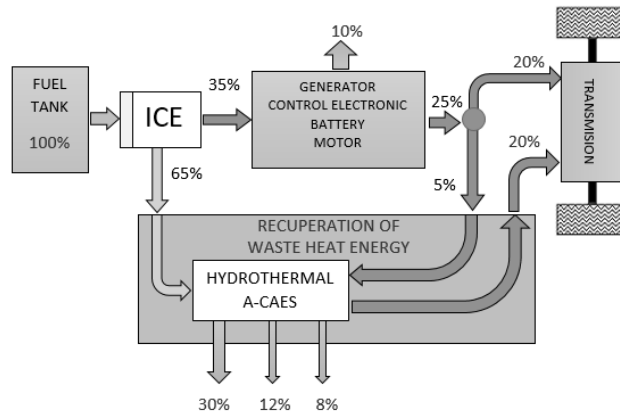 10%
FUEL
TANK
100%
ICE
35%
GENERATOR
CONTROL ELECTRONIC
BATTERY
MOTOR
25%
20%
TRANSMISION
65%
5%
20%
RECUPERATION OF
WASTE HEAT ENERGY
HYDROTHERMAL
A-CAES
30%
12%
8%